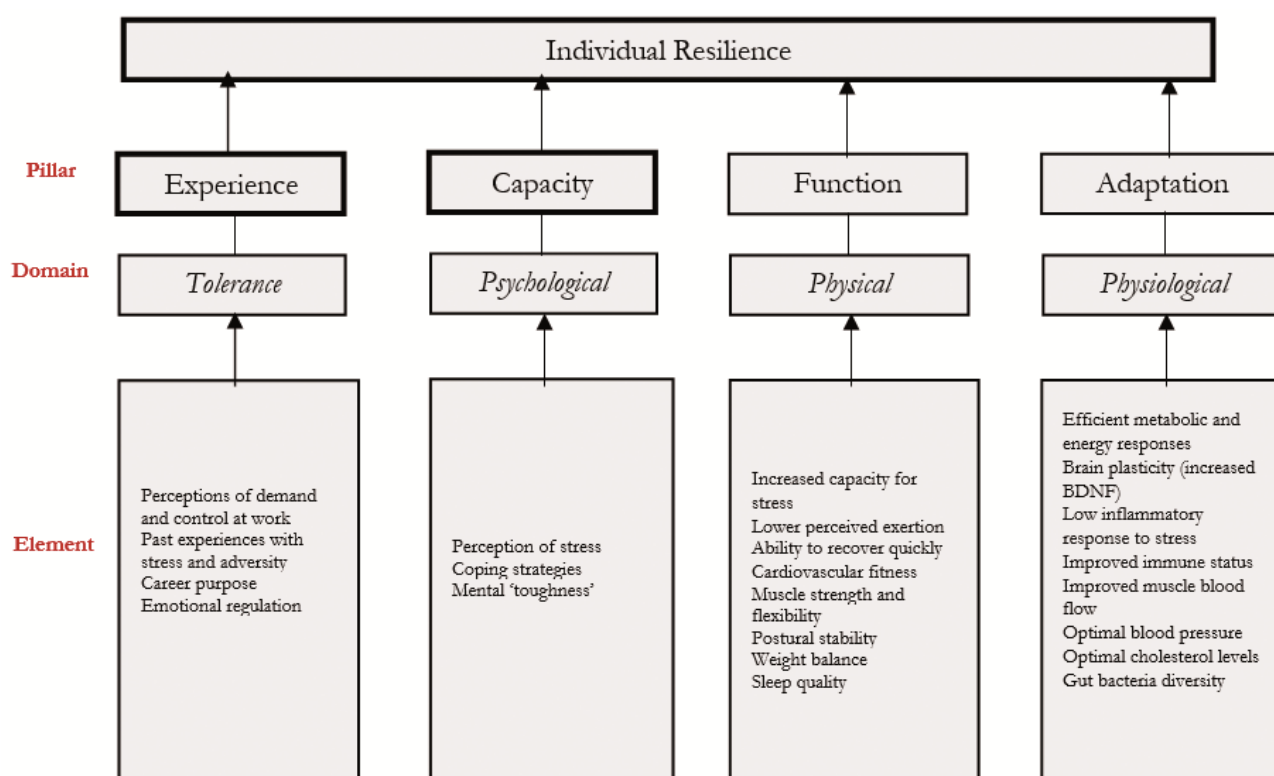 Individual Resilience
Pillar
Experience
Capacity
Function
Adaptation
Domain
Tolerance
Psychological
Physical
Physiological
Element
Perceptions of demand
and control at work
Past experiences with
stress and adversity
Career purpose
Emotional regulation
Perception of stress
Coping strategies
Mental ‘toughness’
Increased capacity for
stress
Lower perceived exertion
Ability to recover quickly
Cardiovascular fitness
Muscle strength and
flexibility
Postural stability
Weight balance
Sleep quality
Efficient metabolic and
energy responses
Brain plasticity (increased
BDNF)
Low inflammatory
response to stress
Improved immune status
Improved muscle blood
flow
Optimal blood pressure
Optimal cholesterol levels
Gut bacteria diversity